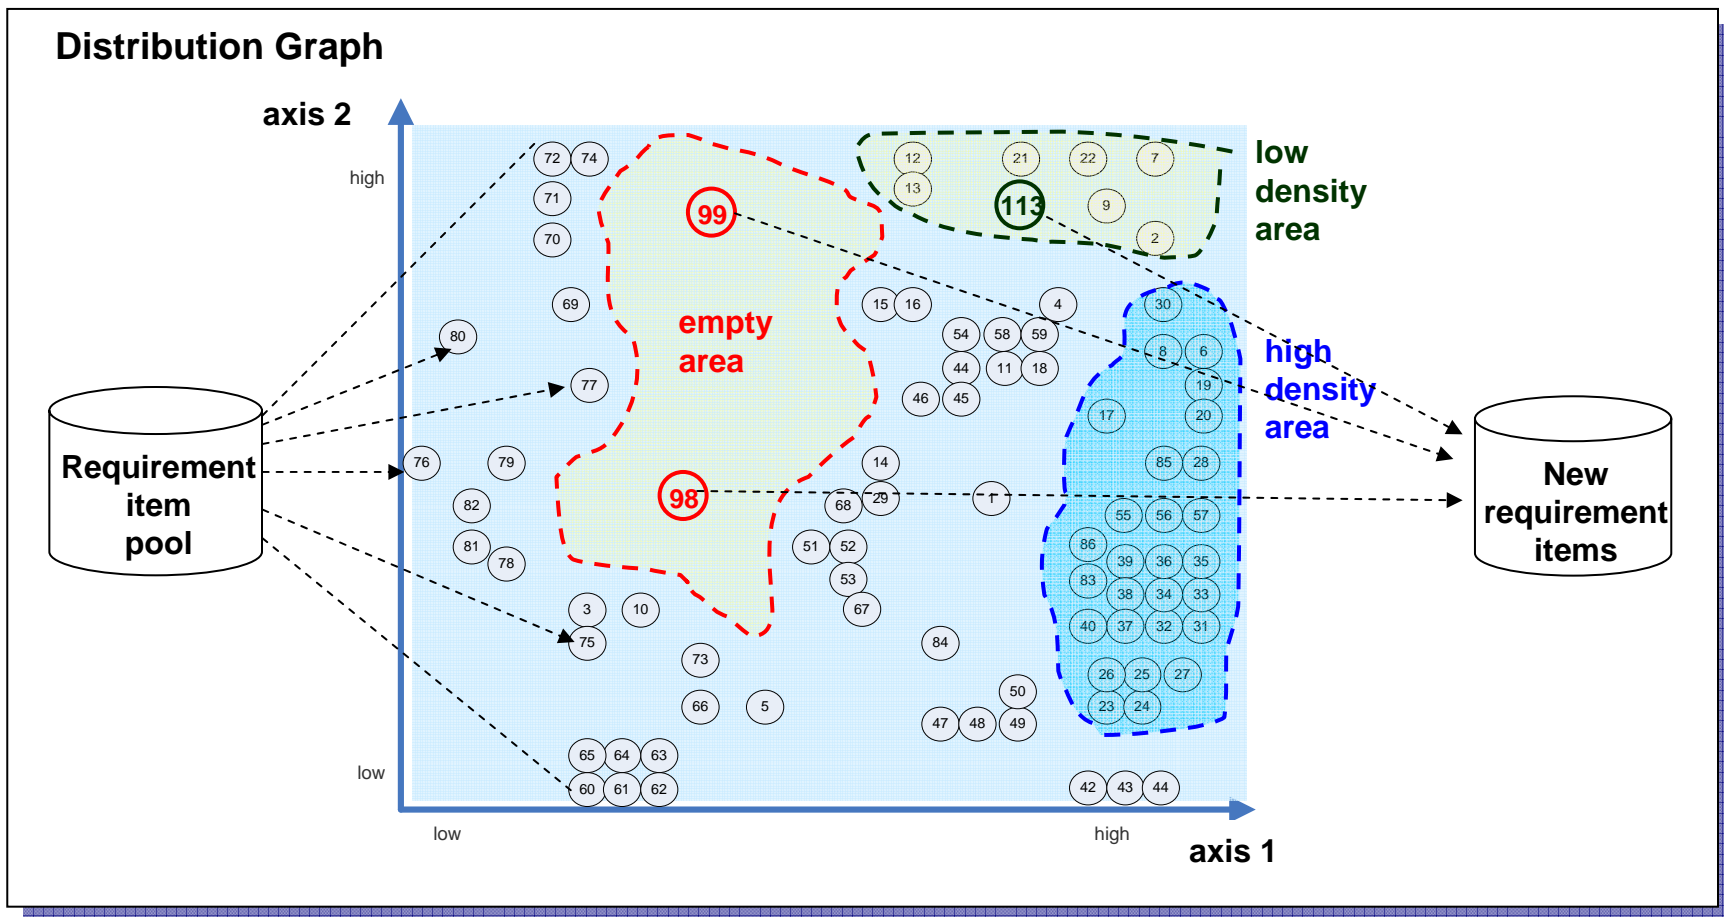 Distribution Graph
axis 2
high
low
low
high
axis 1
Requirement
item
pool
72 74
71
70
69
80
77
76 79
82
81
78
3 10
75
73
66 5
65 64 63
60 61 62
99
empty
area
98
12 21 22 7
13
113 9
2
low
density
area
15 16 4
54 58 59
44 11 18
46 45
14
68 29 1
51 52
53
67
84
50
47 48 49
30
8 6
19
17 20
85 28
55 56 57
86
39 36 35
83
38 34 33
40 37 32 31
26 25 27
23 24
42 43 44
high
density
area
New
requirement
items